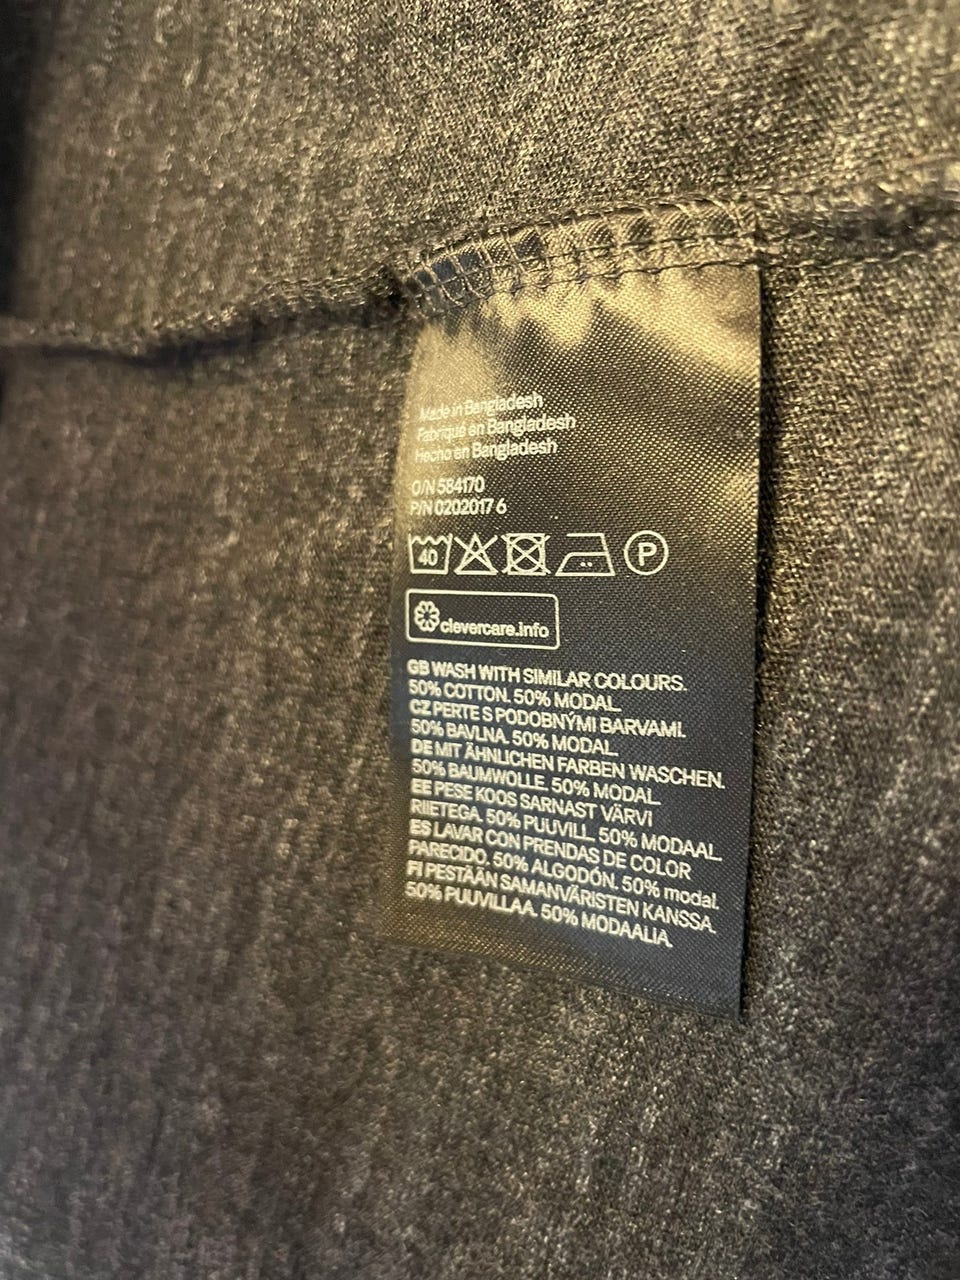 Made in Bangladesh
Fabriqué en Bangladesh
Hecho en Bangladesh
O/N 584170
P/N 0202017 6
40 P
clevercare.info
GB WASH WITH SIMILAR COLOURS.
50% COTTON. 50% MODAL.
CZ PERTE S PODOBNÝMI BARVAMI.
50% BAVLNA. 50% MODAL.
DE MIT ÄHNLICHEN FARBEN WASCHEN.
50% BAUMWOLLE. 50% MODAL.
EE PESE KOOS SARNAST VÄRVI
RIIETEGA. 50% PUUVILL. 50% MODAAL.
ES LAVAR CON PRENDAS DE COLOR
PARECIDO. 50% ALGODÓN. 50% modal.
FI PESTÄÄN SAMANVÄRISTEN KANSSA.
50% PUUVILLAA. 50% MODAALIA.